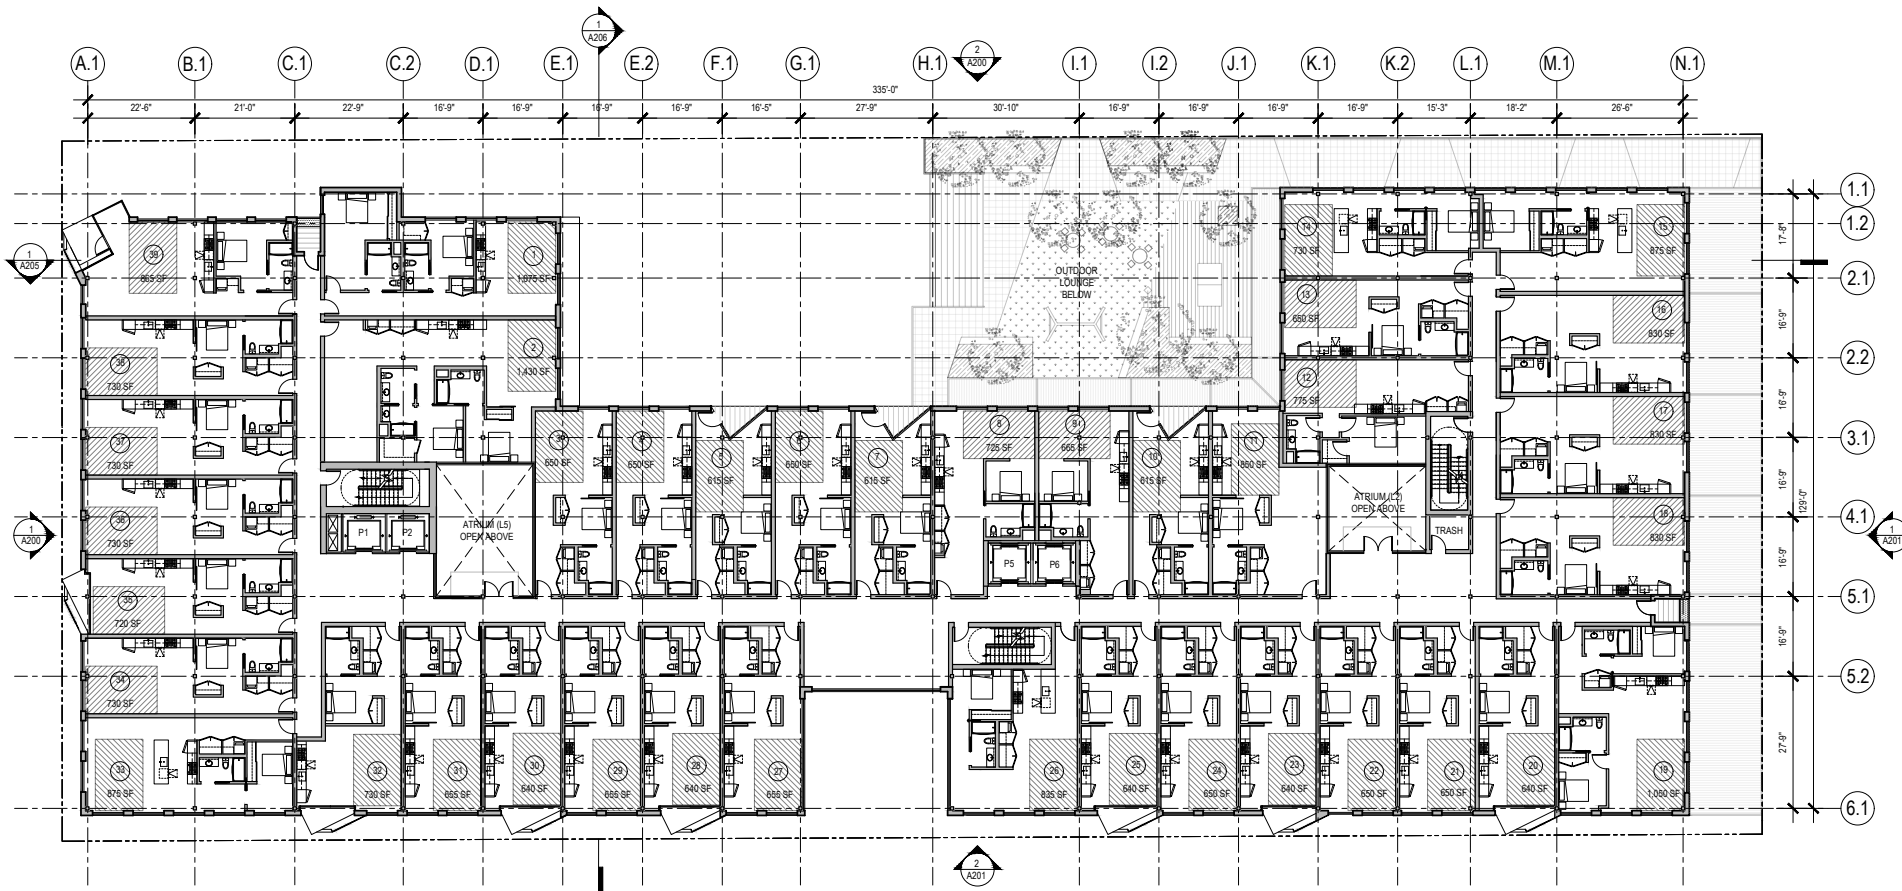 1
A206
2
A200
A.1 B.1 C.1 C.2 D.1 E.1 E.2 F.1 G.1 H.1 I.1 I.2 J.1 K.1 K.2 L.1 M.1 N.1
335'-0"
22'-6" 21'-0" 22'-9" 16'-9" 16'-9" 16'-9" 16'-9" 16'-5" 27'-9" 30'-10" 16'-9" 16'-9" 16'-9" 16'-9" 15'-3" 18'-2" 26'-6"
1.1
1.2
2.1
2.2
3.1
4.1
5.1
5.2
6.1
17'-8"
16'-9"
16'-9"
16'-9"
16'-9"
16'-9"
27'-9"
129'-0"
1
A205
1
A200
1
A201
2
A201
OUTDOOR
LOUNGE
BELOW
39
865 SF
1
1,075 SF
2
1,430 SF
38
730 SF
37
730 SF
36
730 SF
35
720 SF
34
730 SF
33
875 SF
P1 P2
ATRIUM (L5)
OPEN ABOVE
3
650 SF
4
650 SF
5
615 SF
6
650 SF
7
615 SF
8
725 SF
9
665 SF
10
615 SF
11
850 SF
P5 P6
12
775 SF
13
650 SF
14
730 SF
15
875 SF
16
830 SF
17
830 SF
18
830 SF
ATRIUM (L2)
OPEN ABOVE
TRASH
32
730 SF
31
655 SF
30
640 SF
29
655 SF
28
640 SF
27
655 SF
26
835 SF
25
640 SF
24
650 SF
23
640 SF
22
650 SF
21
650 SF
20
640 SF
19
1,050 SF